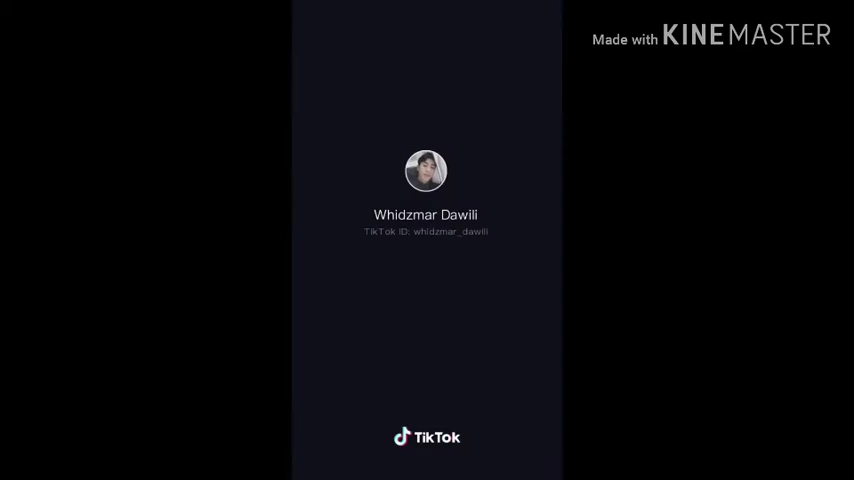 Made with KINEMASTER
Whidzmar Dawili
TikTok ID: whidzmar_dawili
TikTok